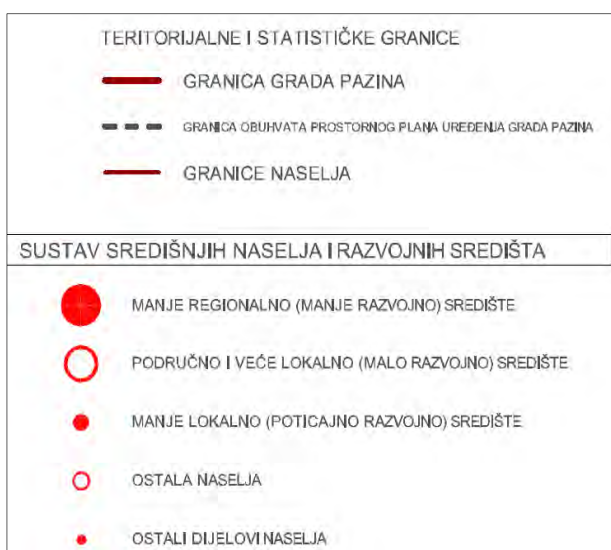 TERITORIJALNE I STATISTIČKE GRANICE
GRANICA GRADA PAZINA
GRANICA OBUHVATA PROSTORNOG PLANA UREĐENJA GRADA PAZINA
GRANICE NASELJA
SUSTAV SREDIŠNJIH NASELJA I RAZVOJNIH SREDIŠTA
MANJE REGIONALNO (MANJE RAZVOJNO) SREDIŠTE
PODRUČNO I VEĆE LOKALNO (MALO RAZVOJNO) SREDIŠTE
MANJE LOKALNO (POTICAJNO RAZVOJNO) SREDIŠTE
OSTALA NASELJA
OSTALI DIJELOVI NASELJA